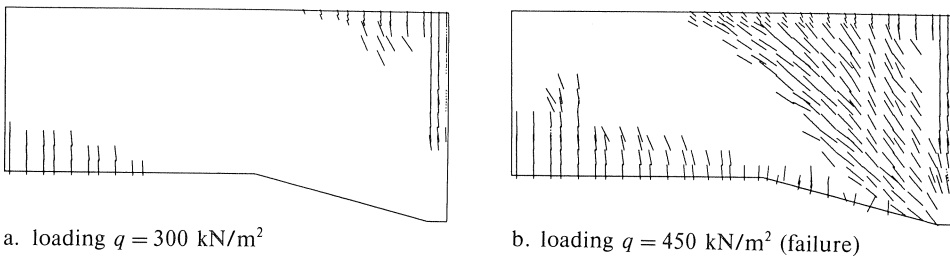 a. loading q = 300 kN/m²
b. loading q = 450 kN/m² (failure)